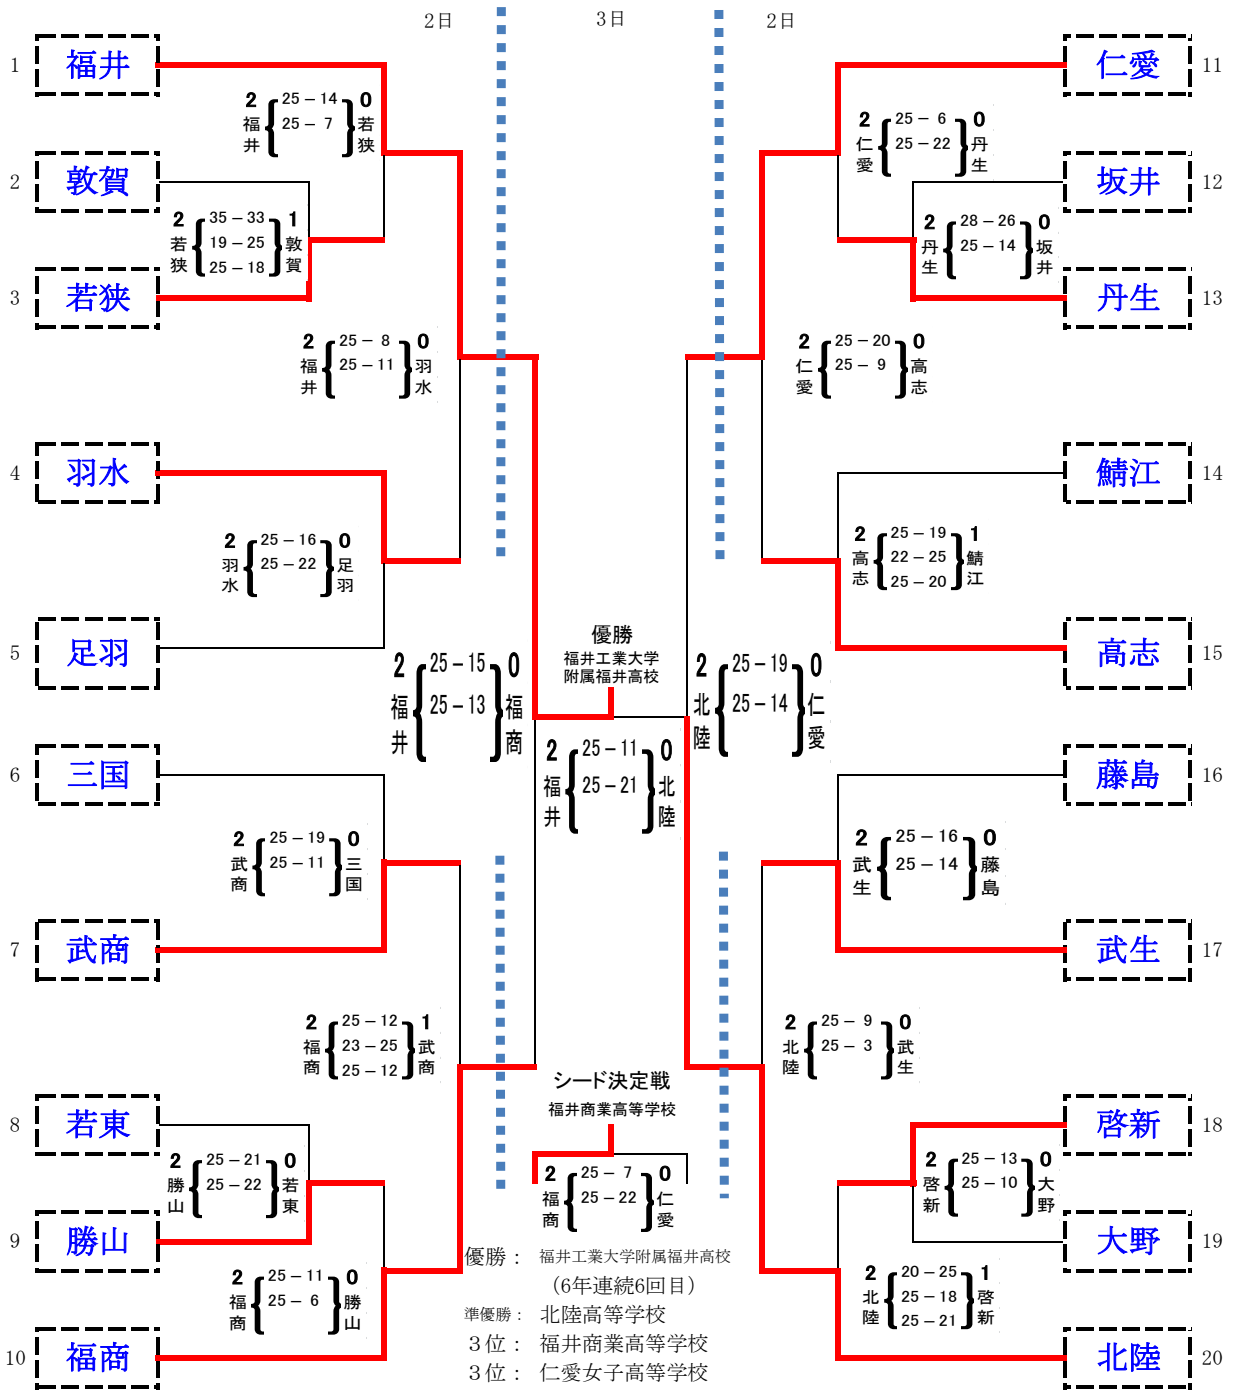 2日
3日
2日
1 福井
2 敦賀
3 若狭
4 羽水
5 足羽
6 三国
7 武商
8 若東
9 勝山
10 福商
仁愛 11
坂井 12
丹生 13
鯖江 14
高志 15
藤島 16
武生 17
啓新 18
大野 19
北陸 20
2 25-14 0
福井 25-7 若狭
2 35-33 1
若狭 19-25 敦賀
25-18
2 25-8 0
福井 25-11 羽水
2 25-16 0
羽水 25-22 足羽
2 25-15 0
福井 25-13 福商
2 25-19 0
武商 25-11 三国
2 25-12 1
福商 23-25 武商
25-12
2 25-21 0
勝山 25-22 若東
2 25-11 0
福商 25-6 勝山
優勝
福井工業大学
附属福井高校
2 25-11 0
福井 25-21 北陸
シード決定戦
福井商業高等学校
2 25-7 0
福商 25-22 仁愛
2 25-6 0
仁愛 25-22 丹生
2 28-26 0
丹生 25-14 坂井
2 25-20 0
仁愛 25-9 高志
2 25-19 1
高志 22-25 鯖江
25-20
2 25-19 0
北陸 25-14 仁愛
2 25-16 0
武生 25-14 藤島
2 25-9 0
北陸 25-3 武生
2 25-13 0
啓新 25-10 大野
2 20-25 1
北陸 25-18 啓新
25-21
優勝: 福井工業大学附属福井高校
(6年連続6回目)
準優勝: 北陸高等学校
3位: 福井商業高等学校
3位: 仁愛女子高等学校